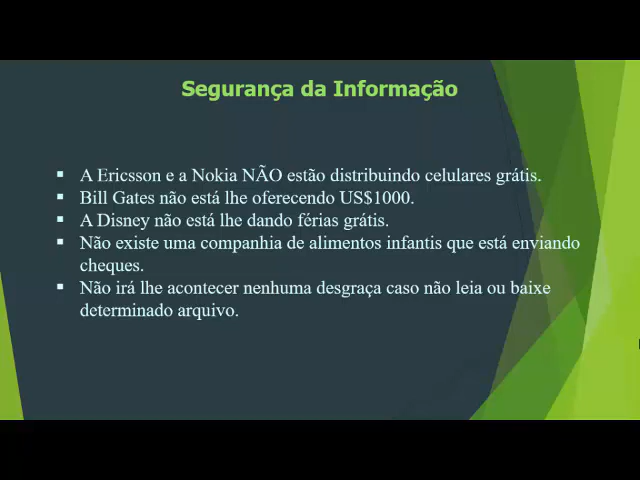 Segurança da Informação
▪ A Ericsson e a Nokia NÃO estão distribuindo celulares grátis.
▪ Bill Gates não está lhe oferecendo US$1000.
▪ A Disney não está lhe dando férias grátis.
▪ Não existe uma companhia de alimentos infantis que está enviando
cheques.
▪ Não irá lhe acontecer nenhuma desgraça caso não leia ou baixe
determinado arquivo.